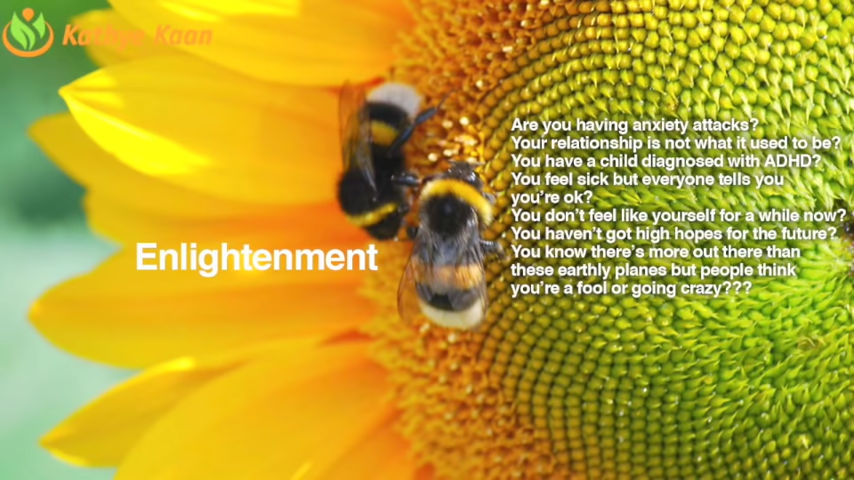 Kathye Kaan
Enlightenment
Are you having anxiety attacks?
Your relationship is not what it used to be?
You have a child diagnosed with ADHD?
You feel sick but everyone tells you
you're ok?
You don't feel like yourself for a while now?
You haven't got high hopes for the future?
You know there's more out there than
these earthly planes but people think
you're a fool or going crazy???